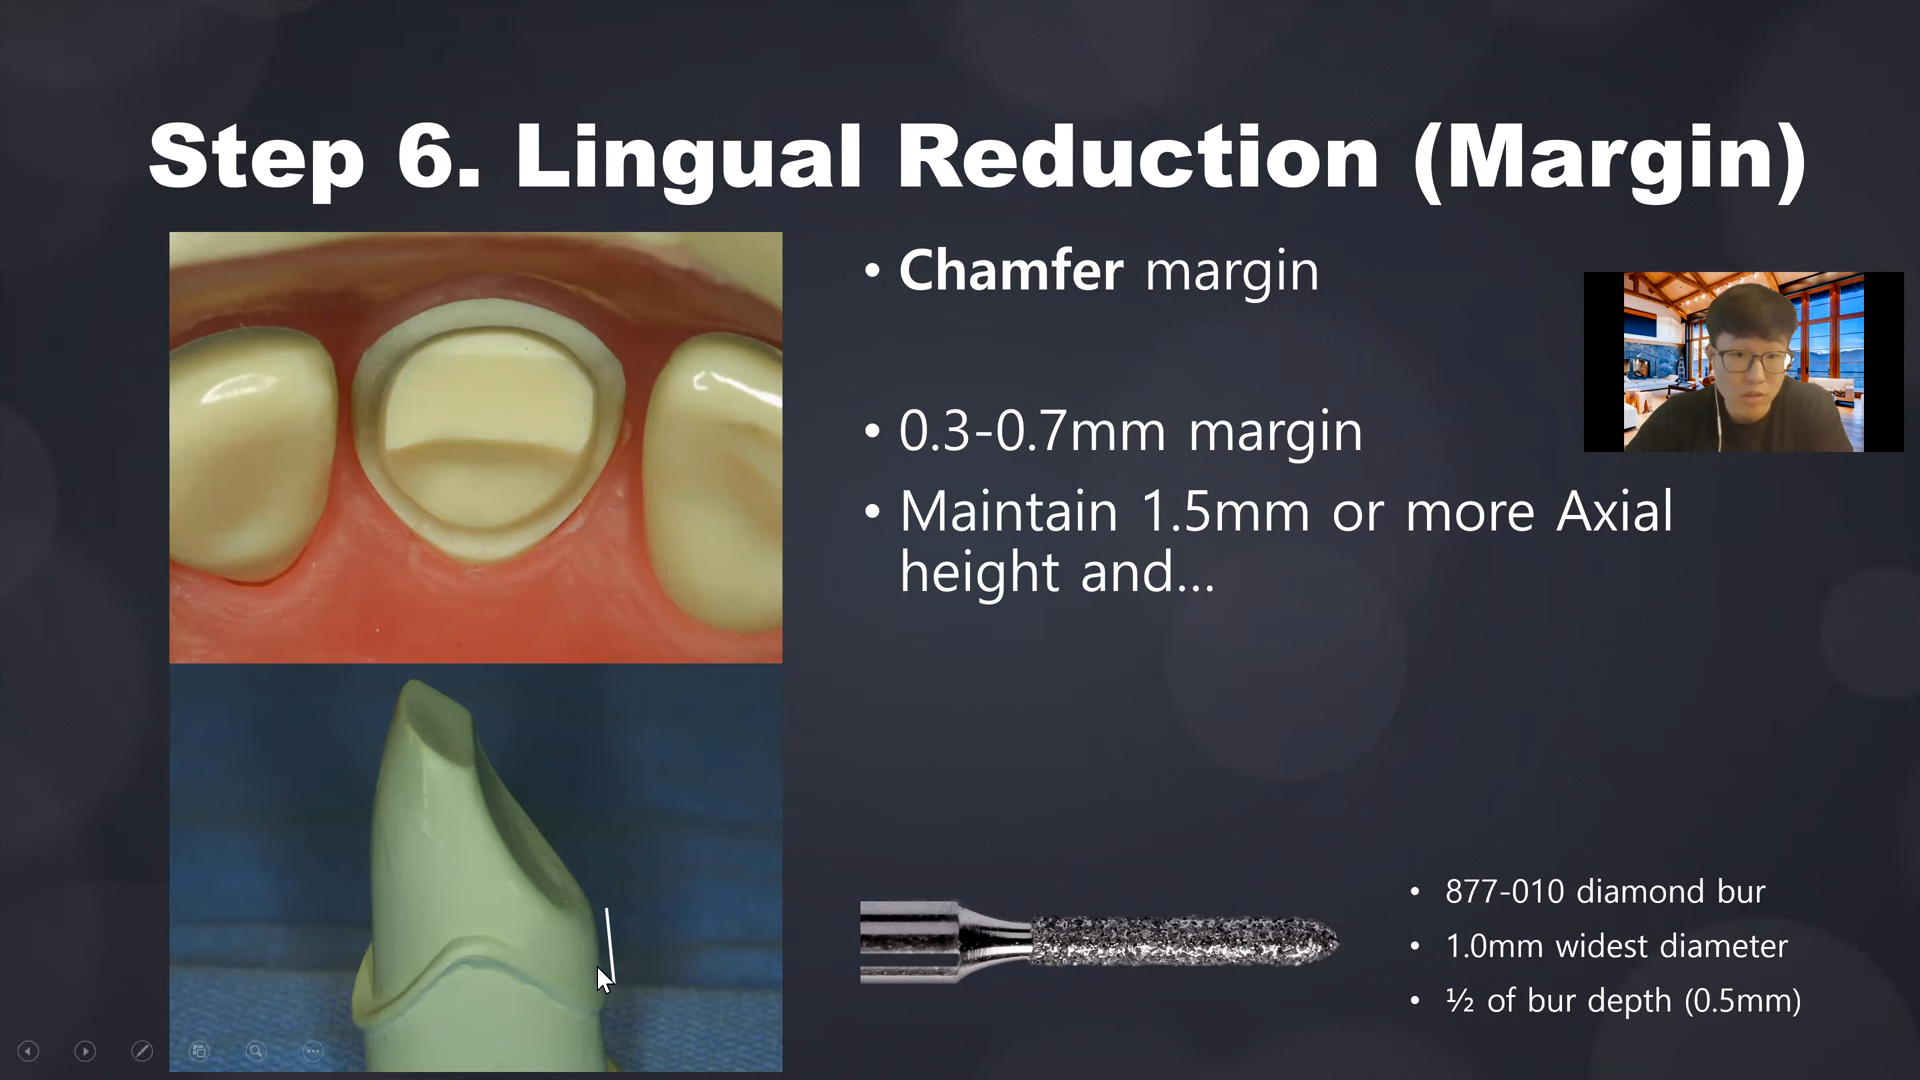 Step 6. Lingual Reduction (Margin)
• Chamfer margin
• 0.3-0.7mm margin
• Maintain 1.5mm or more Axial
height and...
• 877-010 diamond bur
• 1.0mm widest diameter
• ½ of bur depth (0.5mm)